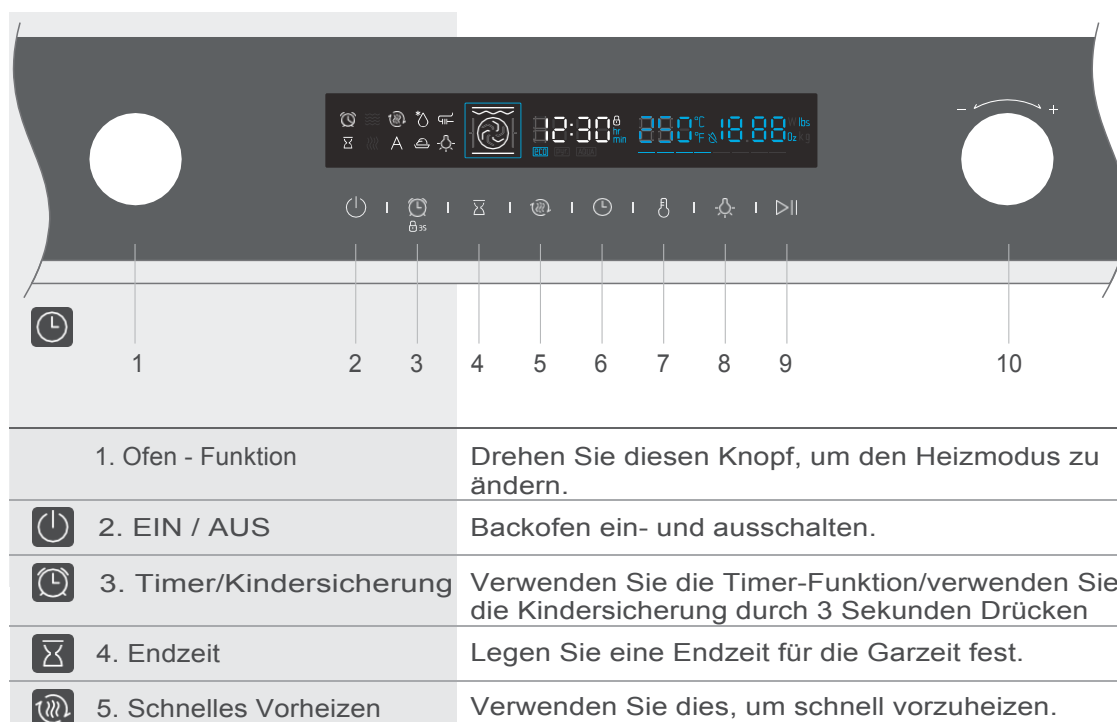 12:30 hr min 250 °C °F 18.88 lbs Oz kg
ECO
3S
- +
1 2 3 4 5 6 7 8 9 10
1. Ofen - Funktion
Drehen Sie diesen Knopf, um den Heizmodus zu
ändern.
2. EIN / AUS
Backofen ein- und ausschalten.
3. Timer/Kindersicherung
Verwenden Sie die Timer-Funktion/verwenden Sie
die Kindersicherung durch 3 Sekunden Drücken
4. Endzeit
Legen Sie eine Endzeit für die Garzeit fest.
5. Schnelles Vorheizen
Verwenden Sie dies, um schnell vorzuheizen.